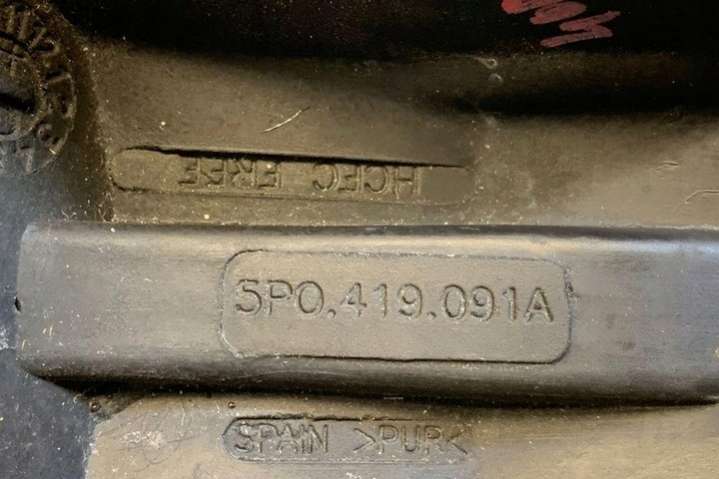 HCFC FREE
5P0.419.091A
SPAIN >PUR<